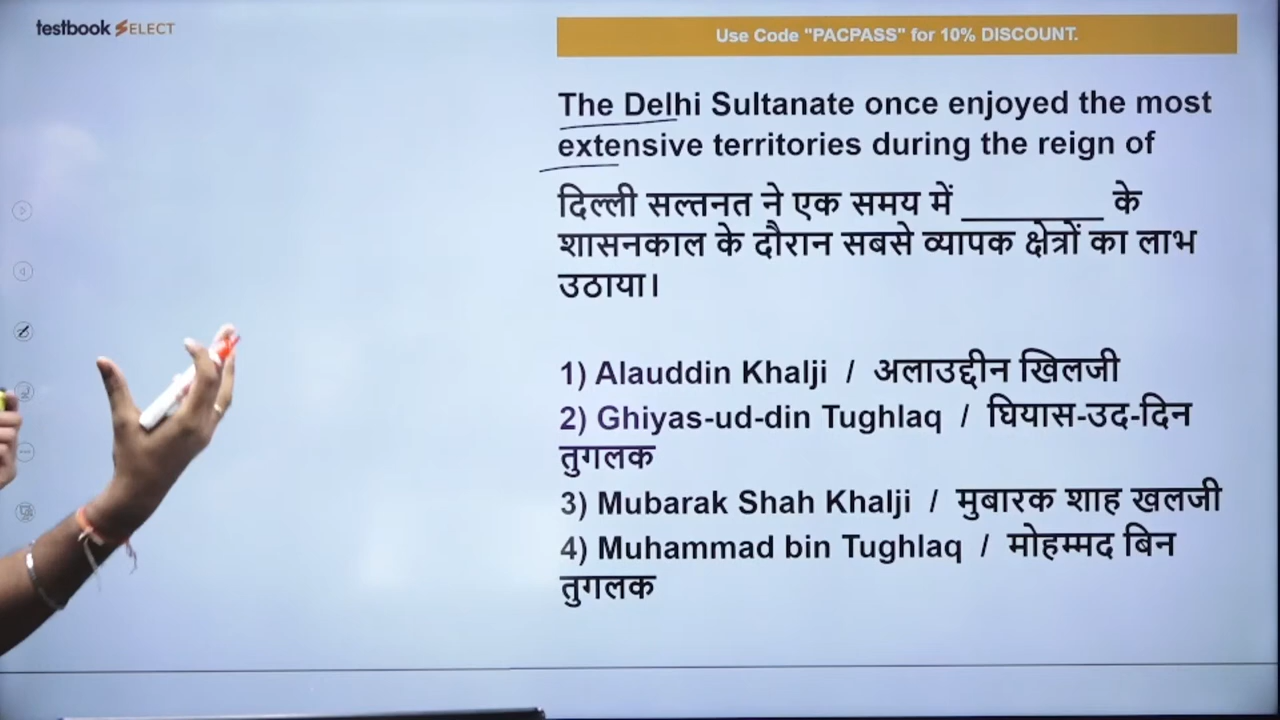 testbook SELECT
Use Code "PACPASS" for 10% DISCOUNT.
The Delhi Sultanate once enjoyed the most
extensive territories during the reign of
दिल्ली सल्तनत ने एक समय में ________ के
शासनकाल के दौरान सबसे व्यापक क्षेत्रों का लाभ
उठाया।
1) Alauddin Khalji / अलाउद्दीन खिलजी
2) Ghiyas-ud-din Tughlaq / घियास-उद-दिन
तुगलक
3) Mubarak Shah Khalji / मुबारक शाह खलजी
4) Muhammad bin Tughlaq / मोहम्मद बिन
तुगलक